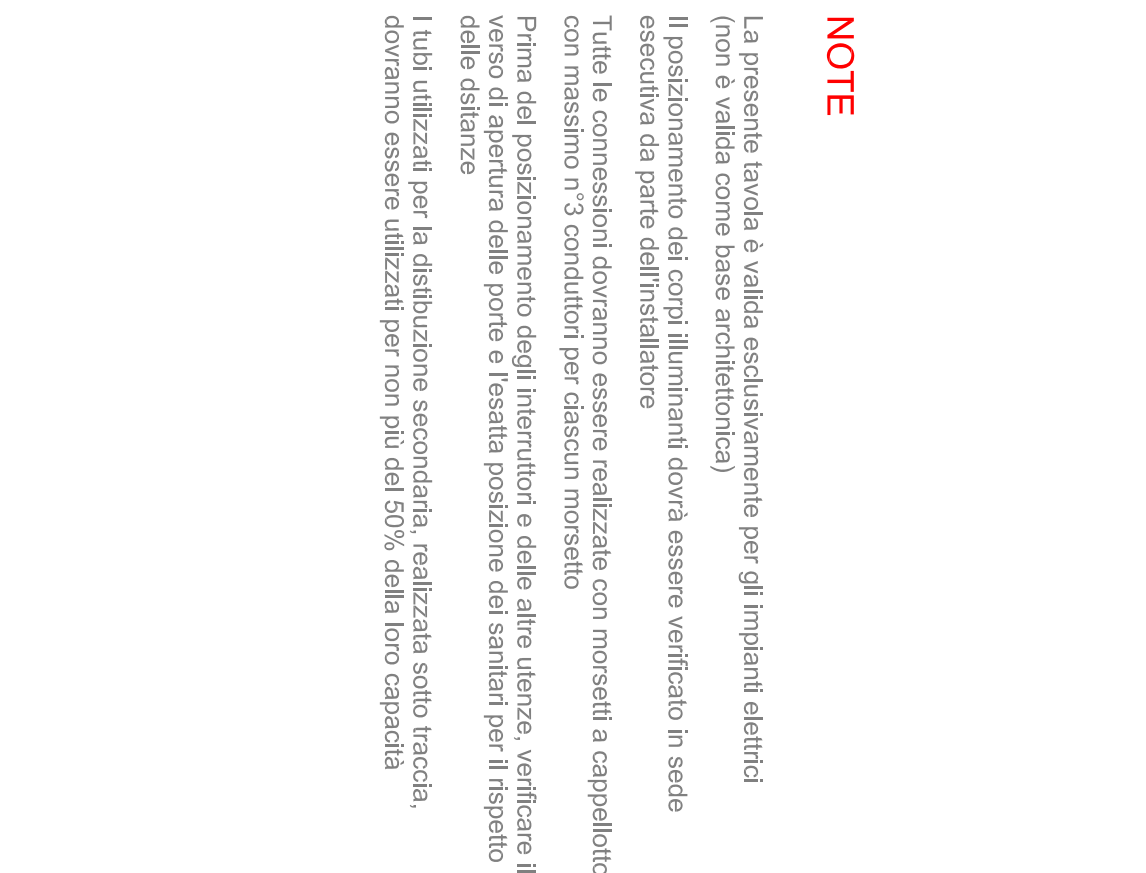 NOTE
La presente tavola è valida esclusivamente per gli impianti elettrici
(non è valida come base architettonica)
Il posizionamento dei corpi illuminanti dovrà essere verificato in sede
esecutiva da parte dell'installatore
Tutte le connessioni dovranno essere realizzate con morsetti a cappellotto
con massimo n°3 conduttori per ciascun morsetto
Prima del posizionamento degli interruttori e delle altre utenze, verificare il
verso di apertura delle porte e l'esatta posizione dei sanitari per il rispetto
delle dsitanze
I tubi utilizzati per la distibuzione secondaria, realizzata sotto traccia,
dovranno essere utilizzati per non più del 50% della loro capacità